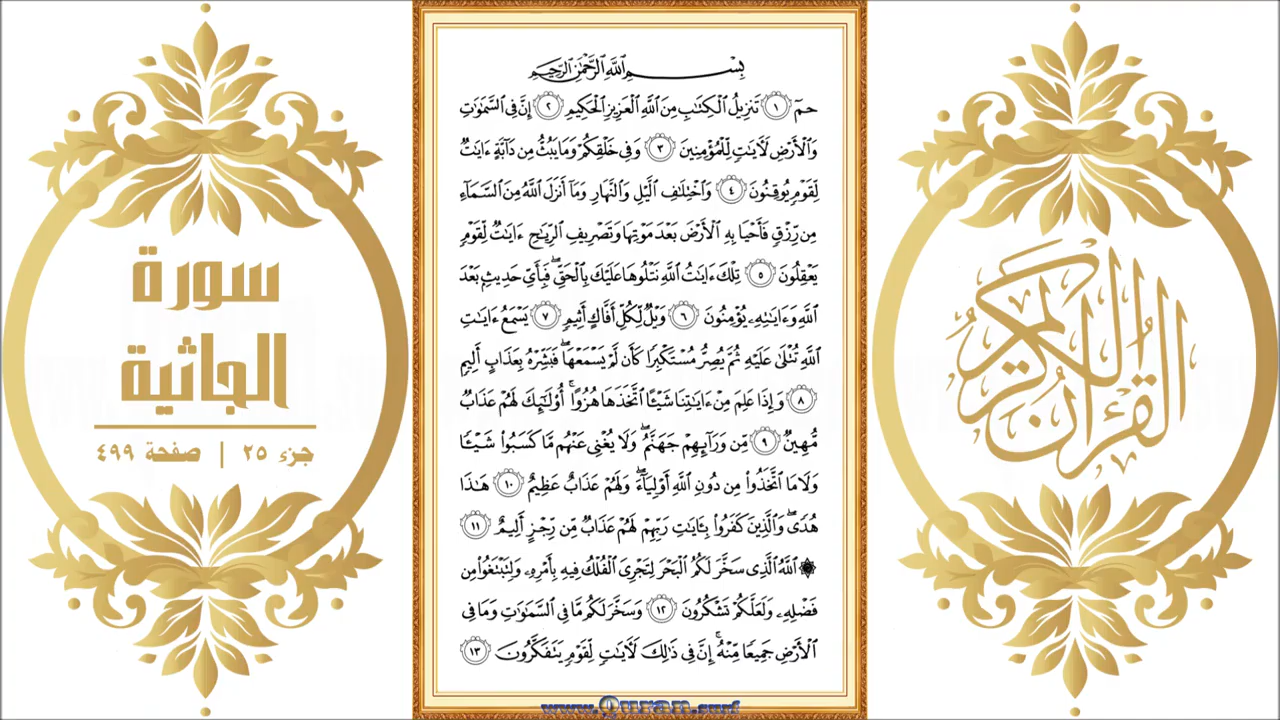 سورة
الجاثية
جزء ٢٥ | صفحة ٤٩٩
بِسْمِ ٱللَّهِ ٱلرَّحْمَٰنِ ٱلرَّحِيمِ
حمٓ ١ تَنزِيلُ ٱلْكِتَٰبِ مِنَ ٱللَّهِ ٱلْعَزِيزِ ٱلْحَكِيمِ ٢ إِنَّ فِى ٱلسَّمَٰوَٰتِ
وَٱلْأَرْضِ لَءَايَٰتٍ لِّلْمُؤْمِنِينَ ٣ وَفِى خَلْقِكُمْ وَمَا يَبُثُّ مِن دَآبَّةٍ ءَايَٰتٌ
لِّقَوْمٍ يُوقِنُونَ ٤ وَٱخْتِلَٰفِ ٱلَّيْلِ وَٱلنَّهَارِ وَمَآ أَنزَلَ ٱللَّهُ مِنَ ٱلسَّمَآءِ
مِن رِّزْقٍ فَأَحْيَا بِهِ ٱلْأَرْضَ بَعْدَ مَوْتِهَا وَتَصْرِيفِ ٱلرِّيَٰحِ ءَايَٰتٌ لِّقَوْمٍ
يَعْقِلُونَ ٥ تِلْكَ ءَايَٰتُ ٱللَّهِ نَتْلُوهَا عَلَيْكَ بِٱلْحَقِّ ۖ فَبِأَىِّ حَدِيثٍۭ بَعْدَ
ٱللَّهِ وَءَايَٰتِهِۦ يُؤْمِنُونَ ٦ وَيْلٌ لِّكُلِّ أَفَّاكٍ أَثِيمٍ ٧ يَسْمَعُ ءَايَٰتِ
ٱللَّهِ تُتْلَىٰ عَلَيْهِ ثُمَّ يُصِرُّ مُسْتَكْبِرًا كَأَن لَّمْ يَسْمَعْهَا ۖ فَبَشِّرْهُ بِعَذَابٍ أَلِيمٍ
٨ وَإِذَا عَلِمَ مِنْ ءَايَٰتِنَا شَيْـًٔا ٱتَّخَذَهَا هُزُوًا ۚ أُو۟لَٰٓئِكَ لَهُمْ عَذَابٌ
مُّهِينٌ ٩ مِّن وَرَآئِهِمْ جَهَنَّمُ ۖ وَلَا يُغْنِى عَنْهُم مَّا كَسَبُوا۟ شَيْـًٔا
وَلَا مَا ٱتَّخَذُوا۟ مِن دُونِ ٱللَّهِ أَوْلِيَآءَ ۖ وَلَهُمْ عَذَابٌ عَظِيمٌ ١٠ هَٰذَا
هُدًى ۖ وَٱلَّذِينَ كَفَرُوا۟ بِـَٔايَٰتِ رَبِّهِمْ لَهُمْ عَذَابٌ مِّن رِّجْزٍ أَلِيمٌ ١١
۞ ٱللَّهُ ٱلَّذِى سَخَّرَ لَكُمُ ٱلْبَحْرَ لِتَجْرِىَ ٱلْفُلْكُ فِيهِ بِأَمْرِهِۦ وَلِتَبْتَغُوا۟ مِن
فَضْلِهِۦ وَلَعَلَّكُمْ تَشْكُرُونَ ١٢ وَسَخَّرَ لَكُم مَّا فِى ٱلسَّمَٰوَٰتِ وَمَا فِى
ٱلْأَرْضِ جَمِيعًا مِّنْهُ ۚ إِنَّ فِى ذَٰلِكَ لَءَايَٰتٍ لِّقَوْمٍ يَتَفَكَّرُونَ ١٣
www.Quran.surf
القرآن الكريم